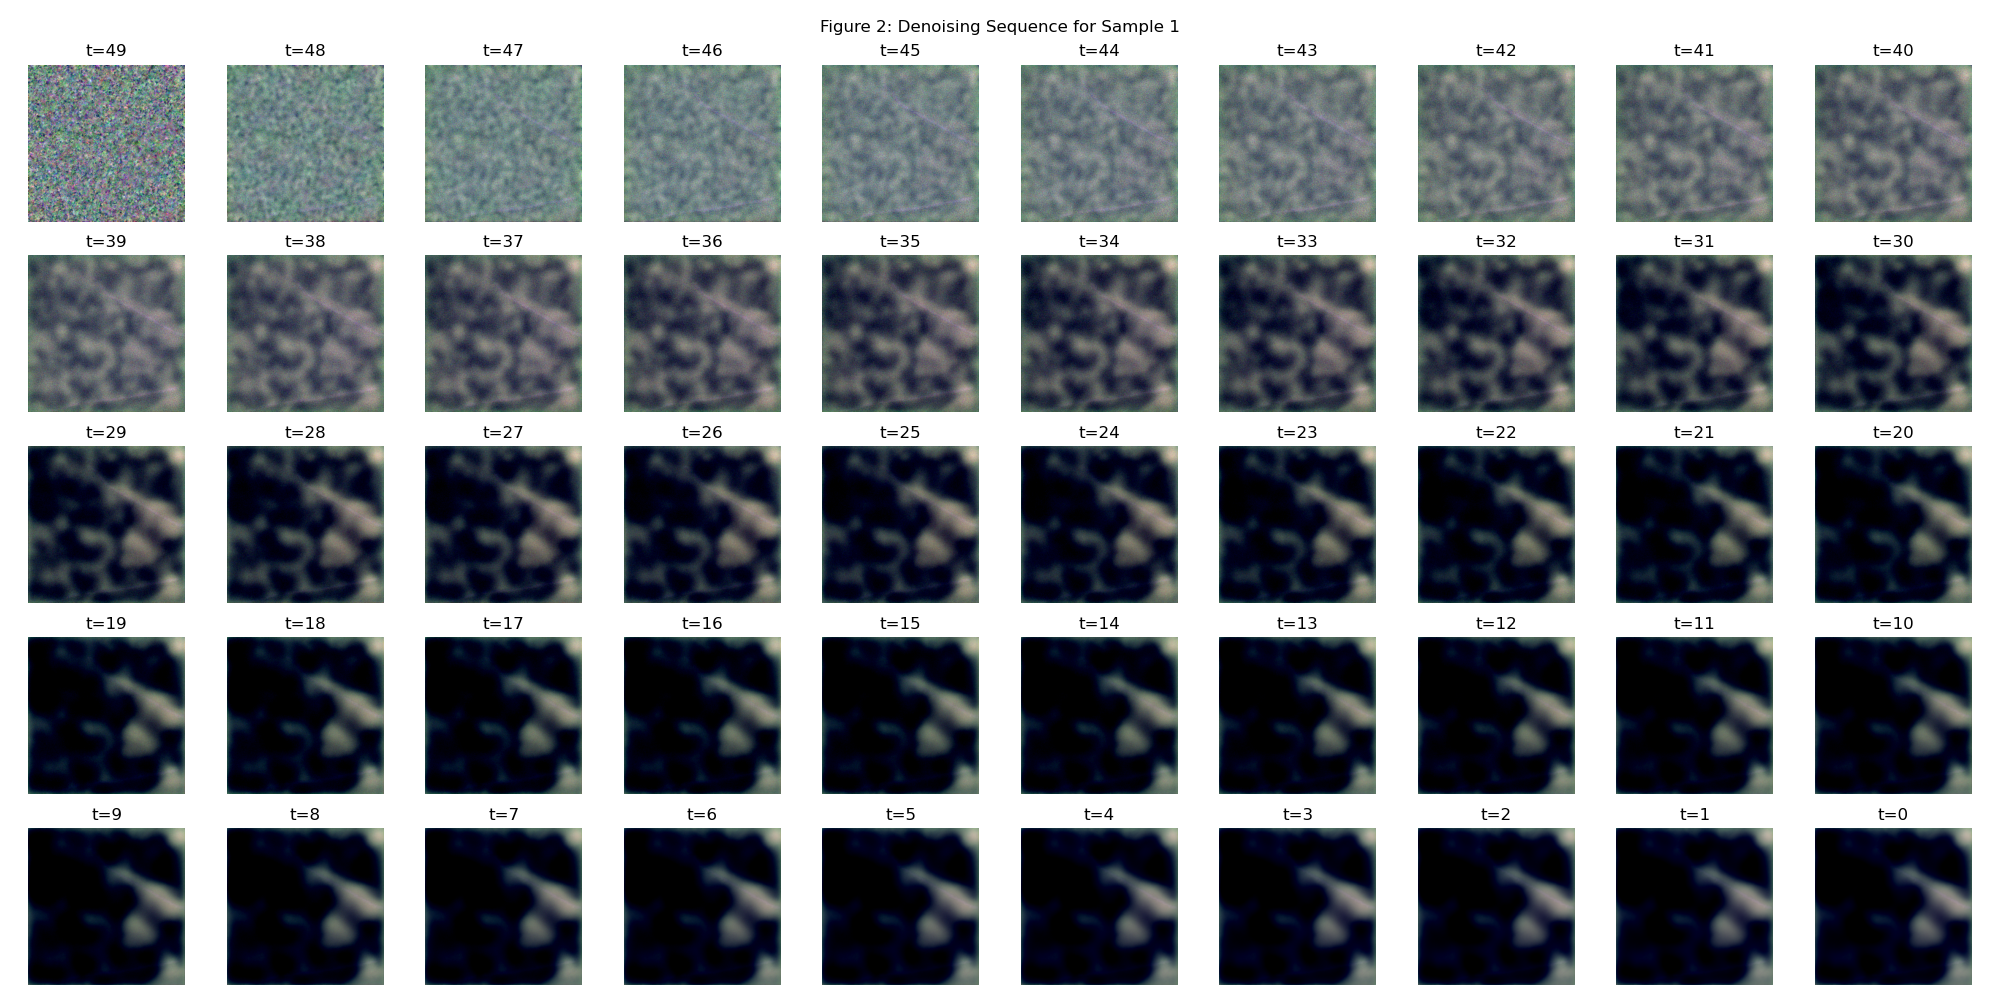 Figure 2: Denoising Sequence for Sample 1
t=49 t=48 t=47 t=46 t=45 t=44 t=43 t=42 t=41 t=40
t=39 t=38 t=37 t=36 t=35 t=34 t=33 t=32 t=31 t=30
t=29 t=28 t=27 t=26 t=25 t=24 t=23 t=22 t=21 t=20
t=19 t=18 t=17 t=16 t=15 t=14 t=13 t=12 t=11 t=10
t=9 t=8 t=7 t=6 t=5 t=4 t=3 t=2 t=1 t=0